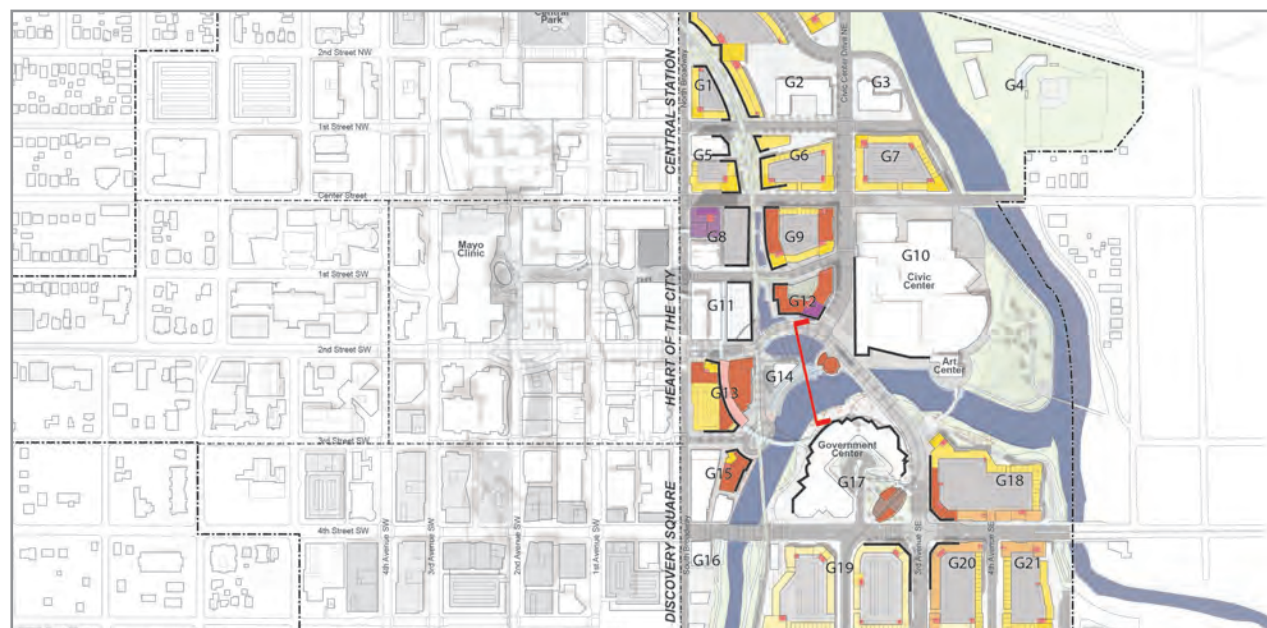 Central
Park
2nd Street NW
1st Street NW
Center Street
1st Street SW
2nd Street SW
3rd Street SW
4th Street SW
Mayo
Clinic
4th Avenue SW
3rd Avenue SW
2nd Avenue SW
1st Avenue SW
CENTRAL STATION
HEART OF THE CITY
DISCOVERY SQUARE
North Broadway
South Broadway
Civic Center Drive NE
3rd Avenue SE
4th Avenue SE
G1
G2
G3
G4
G5
G6
G7
G8
G9
G10
Civic
Center
G11
G12
Art
Center
G13
G14
Government
Center
G15
G17
G18
G16
G19
G20
G21